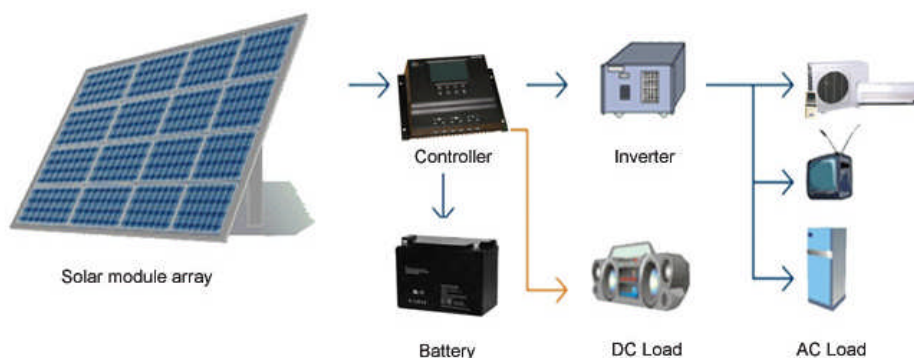 Controller
Inverter
Solar module array
Battery
DC Load
AC Load